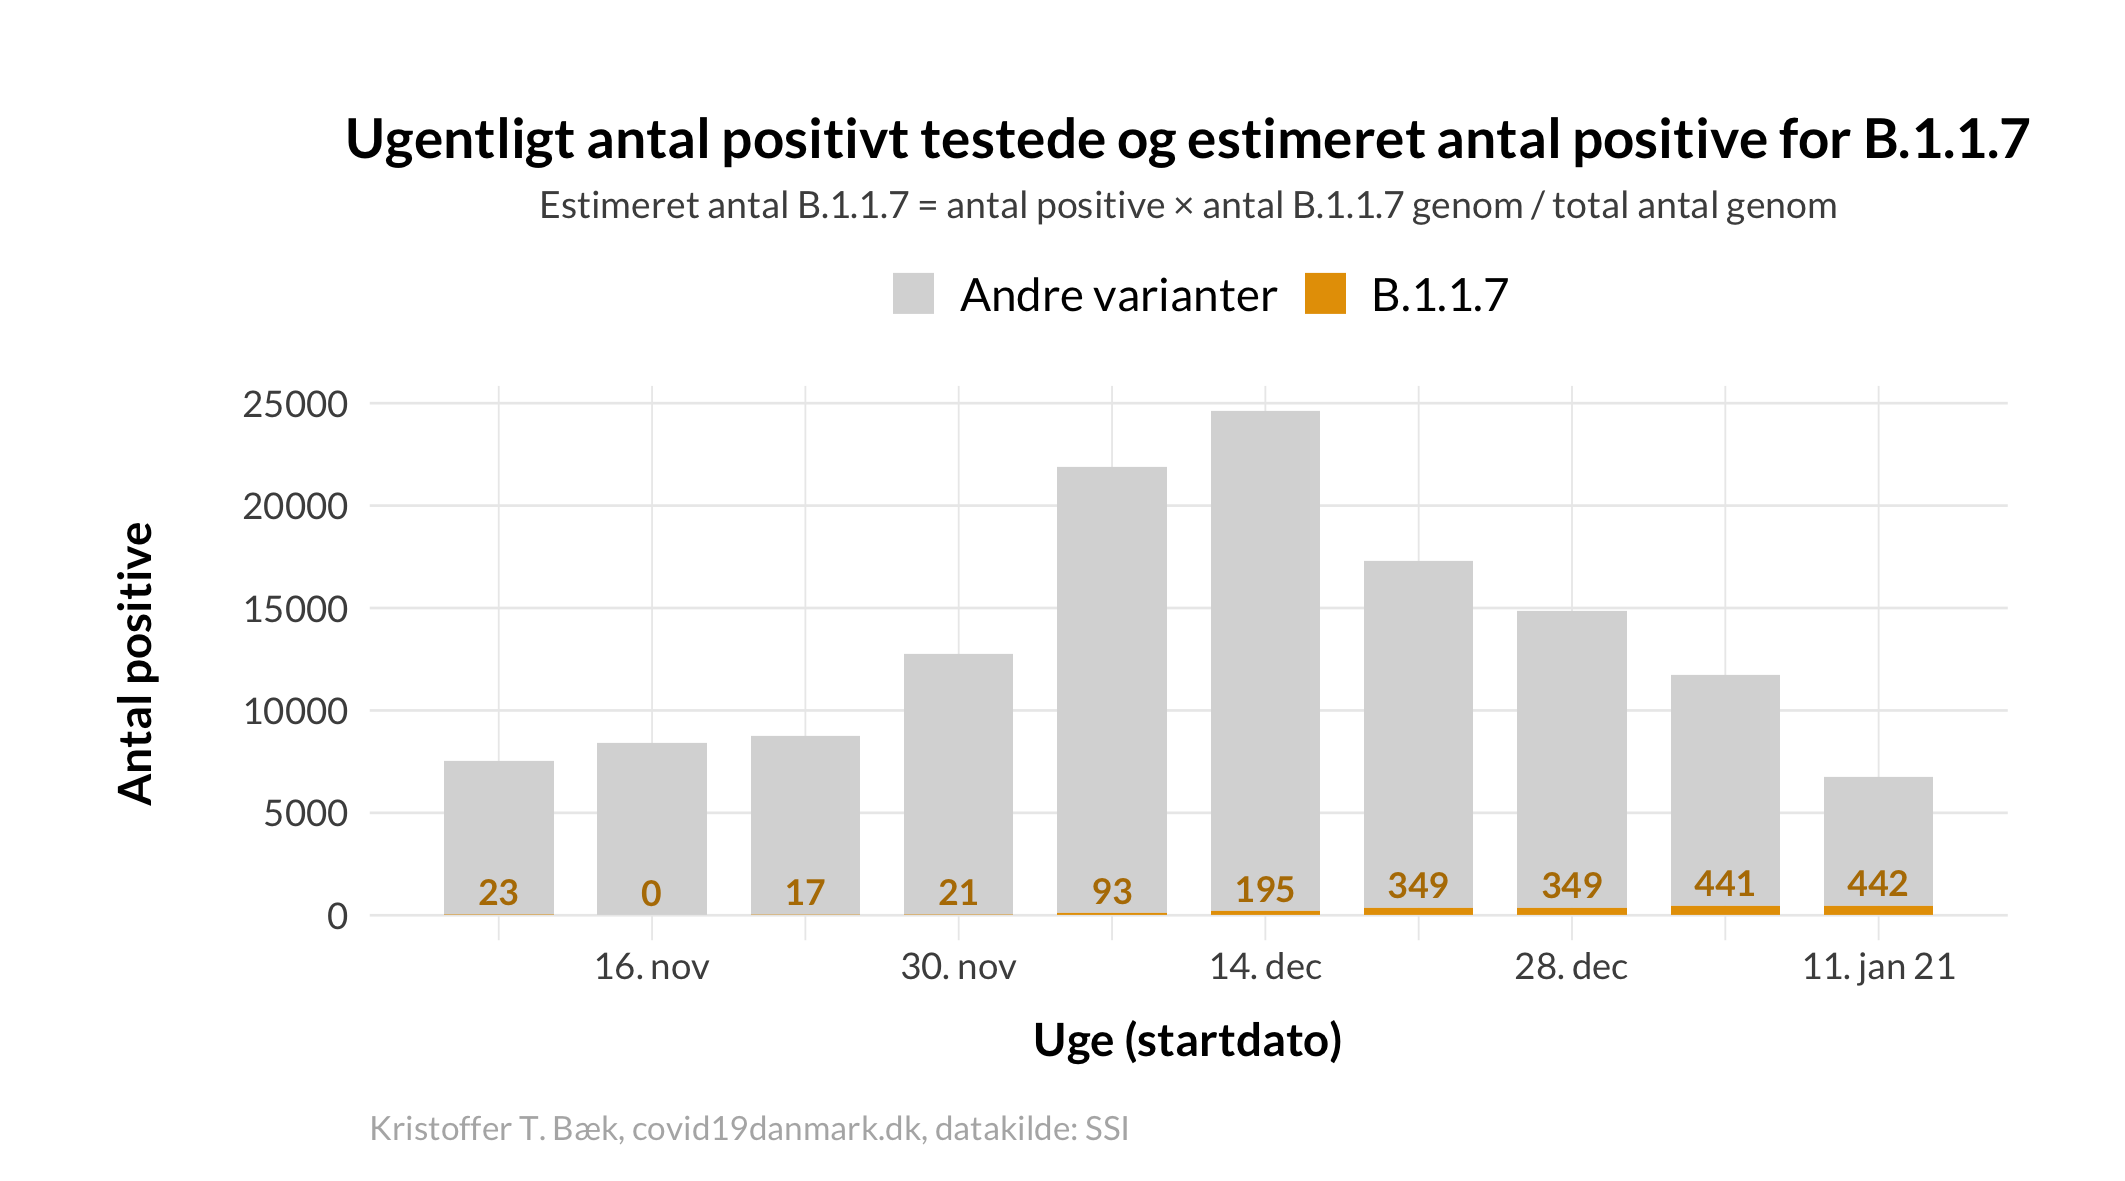 Ugentligt antal positivt testede og estimeret antal positive for B.1.1.7
Estimeret antal B.1.1.7 = antal positive × antal B.1.1.7 genom / total antal genom
Andre varianter B.1.1.7
Antal positive
25000
20000
15000
10000
5000
0
23 0 17 21 93 195 349 349 441 442
16. nov 30. nov 14. dec 28. dec 11. jan 21
Uge (startdato)
Kristoffer T. Bæk, covid19danmark.dk, datakilde: SSI